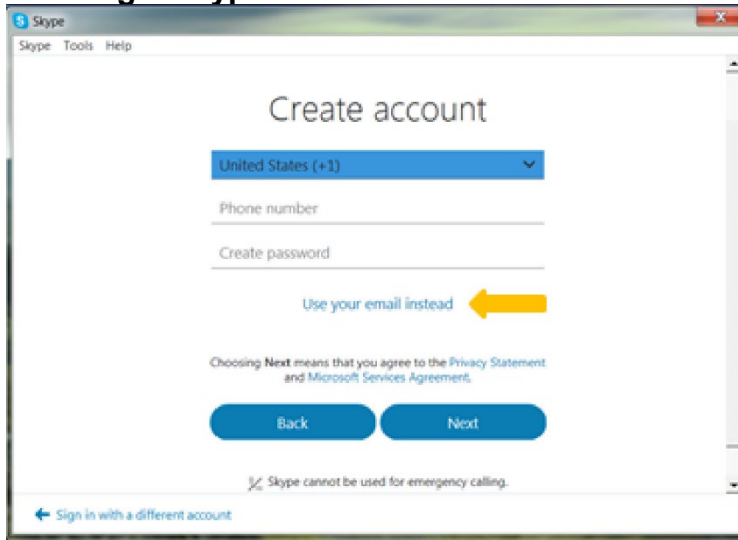 Skype
Skype Tools Help
Create account
United States (+1)
Phone number
Create password
Use your email instead
Choosing Next means that you agree to the Privacy Statement
and Microsoft Services Agreement.
Back Next
Skype cannot be used for emergency calling.
Sign in with a different account